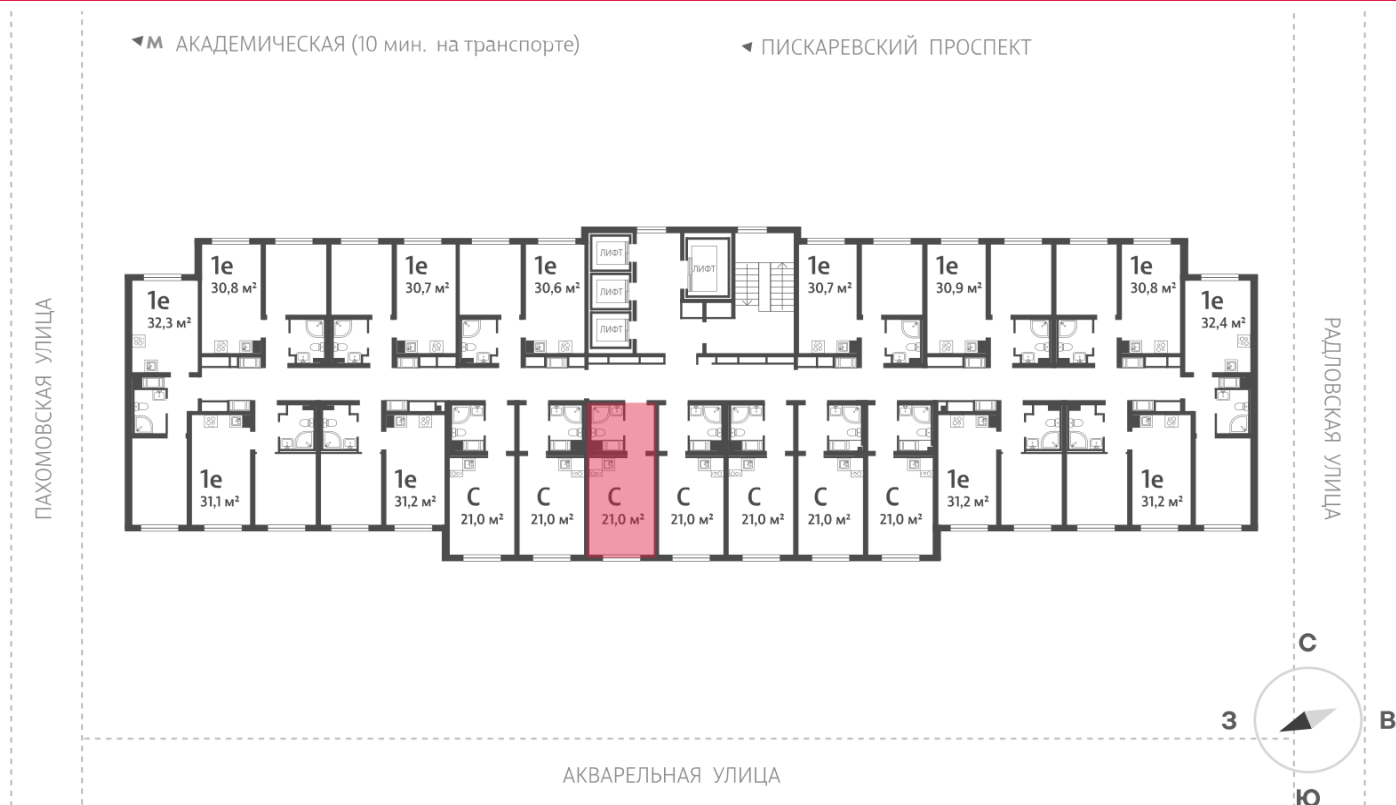 М АКАДЕМИЧЕСКАЯ (10 мин. на транспорте)
ПИСКАРЕВСКИЙ ПРОСПЕКТ
ПАХОМОВСКАЯ УЛИЦА
РАДЛОВСКАЯ УЛИЦА
1е
32,3 м²
1е
30,8 м²
1е
30,7 м²
1е
30,6 м²
ЛИФТ
ЛИФТ
ЛИФТ
ЛИФТ
1е
30,7 м²
1е
30,9 м²
1е
30,8 м²
1е
32,4 м²
1е
31,1 м²
1е
31,2 м²
С
21,0 м²
С
21,0 м²
С
21,0 м²
С
21,0 м²
С
21,0 м²
С
21,0 м²
С
21,0 м²
1е
31,2 м²
1е
31,2 м²
С
З
В
Ю
АКВАРЕЛЬНАЯ УЛИЦА